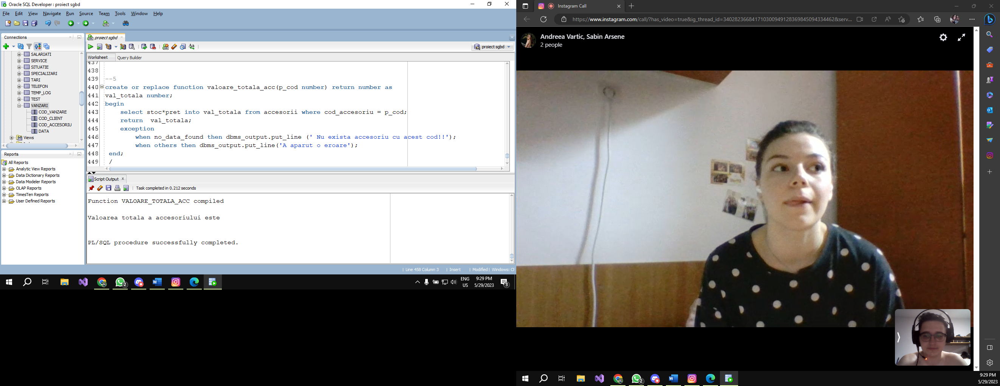 Oracle SQL Developer : proiect sgbd
File Edit View Navigate Run Source Team Tools Window Help
Connections
SALARIATI
SERVICE
SITUATIE
SPECIALIZARI
TARI
TELEFON
TEMP_LOG
TEST
VANZARI
COD_VANZARE
COD_CLIENT
COD_ACCESORIU
DATA
Views
Reports
All Reports
Analytic View Reports
Data Dictionary Reports
Data Modeler Reports
OLAP Reports
TimesTen Reports
User Defined Reports
proiect sgbd
proiect sgbd
Worksheet Query Builder
437
438
439 --5
440 create or replace function valoare_totala_acc(p_cod number) return number as
441 val_totala number;
442 begin
443 select stoc*pret into val_totala from accesorii where cod_accesoriu = p_cod;
444 return val_totala;
445 exception
446 when no_data_found then dbms_output.put_line (' Nu exista accesoriu cu acest cod!!');
447 when others then dbms_output.put_line('A aparut o eroare');
448 end;
449 /
Script Output
Task completed in 0.212 seconds
Function VALOARE_TOTALA_ACC compiled
Valoarea totala a accesoriului este
PL/SQL procedure successfully completed.
Line 458 Column 3 | Insert | Modified | Windows: CF
2
ENG
US
9:29 PM
5/29/2023
3
Instagram Call
https://www.instagram.com/call/?has_video=true&ig_thread_id=340282366841710300949128369845094334462&serv...
Andreea Vartic, Sabin Arsene
2 people
2
9:29 PM
5/29/2023